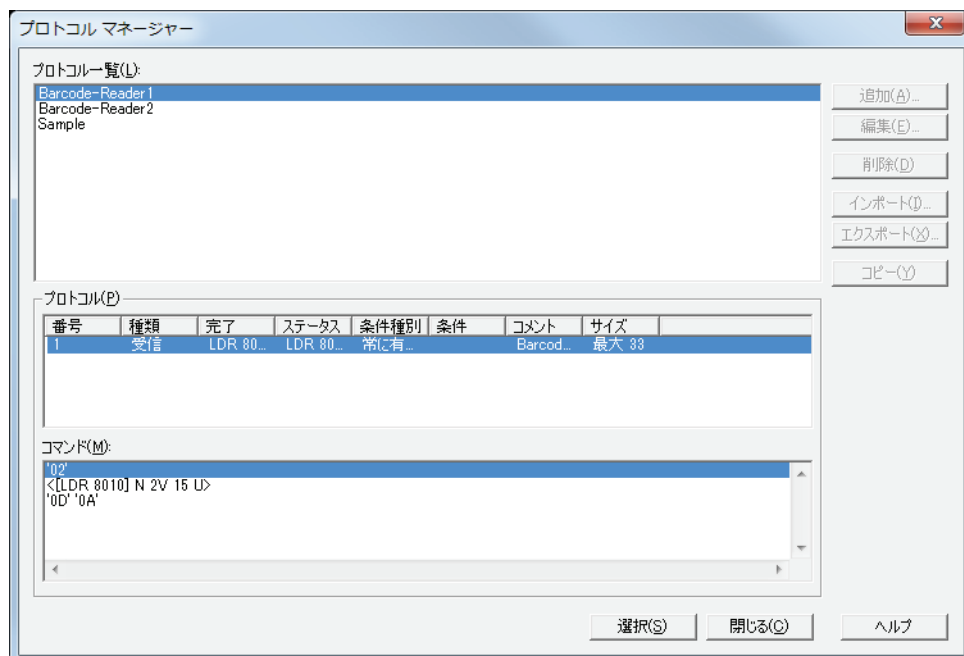 プロトコル マネージャー
プロトコル一覧(L):
Barcode-Reader1
Barcode-Reader2
Sample
追加(A)...
編集(E)...
削除(D)
インポート(I)...
エクスポート(X)...
コピー(Y)
プロトコル(P)
番号 種類 完了 ステータス 条件種別 条件 コメント サイズ
1 受信 LDR 80... LDR 80... 常に有... Barcod... 最大 33
コマンド(M):
'02'
<[LDR 8010] N 2V 15 U>
'0D' '0A'
選択(S) 閉じる(C) ヘルプ